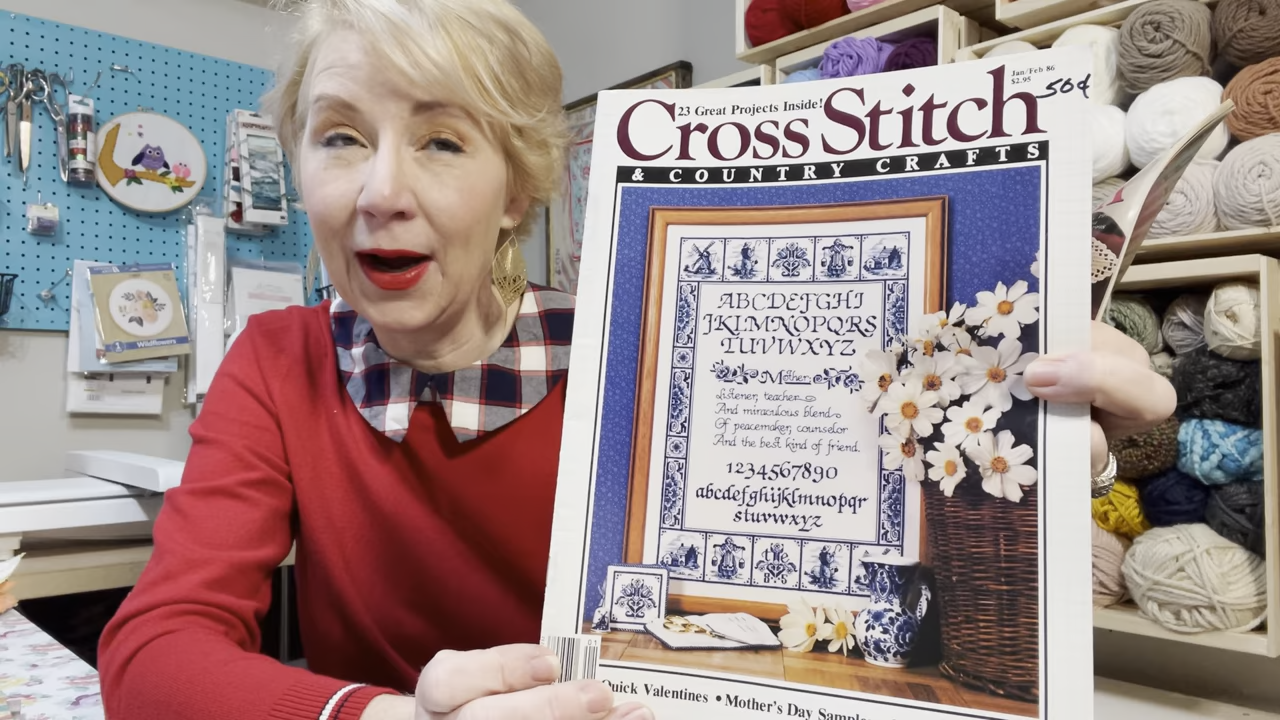 23 Great Projects Inside!
Jan/Feb 86
$2.95
50¢
Cross Stitch
& COUNTRY CRAFTS
ABCDEFGHI
JKLMNOPQRS
TUVWXYZ
Mother,
Listener, teacher
And miraculous blend
Of peacemaker, counselor
And the best kind of friend.
1234567890
abcdefghijklmnopqr
stuvwxyz
01
Quick Valentines • Mother's Day Sample
Wildflowers